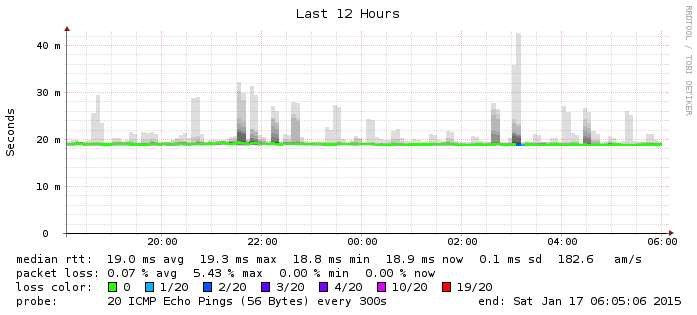 Last 12 Hours
RRDTOOL / TOBI OETIKER
Seconds
40 m
30 m
20 m
10 m
0
20:00 22:00 00:00 02:00 04:00 06:00
median rtt: 19.0 ms avg 19.3 ms max 18.8 ms min 18.9 ms now 0.1 ms sd 182.6 am/s
packet loss: 0.07 % avg 5.43 % max 0.00 % min 0.00 % now
loss color: 0 1/20 2/20 3/20 4/20 10/20 19/20
probe: 20 ICMP Echo Pings (56 Bytes) every 300s end: Sat Jan 17 06:05:06 2015